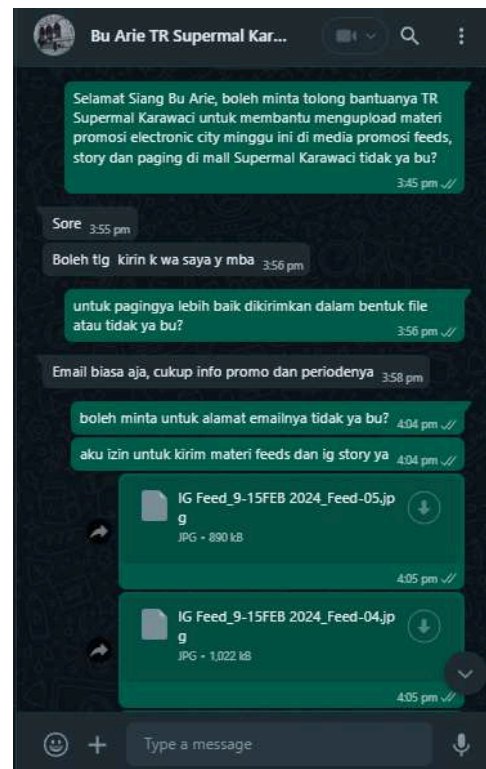 Bu Arie TR Supermal Kar...
Selamat Siang Bu Arie, boleh minta tolong bantuanya TR
Supermal Karawaci untuk membantu mengupload materi
promosi electronic city minggu ini di media promosi feeds,
story dan paging di mall Supermal Karawaci tidak ya bu?
3:45 pm
Sore 3:55 pm
Boleh tlg kirin k wa saya y mba 3:56 pm
untuk pagingya lebih baik dikirimkan dalam bentuk file
atau tidak ya bu?
3:56 pm
Email biasa aja, cukup info promo dan periodenya 3:58 pm
boleh minta untuk alamat emailnya tidak ya bu? 4:04 pm
aku izin untuk kirim materi feeds dan ig story ya 4:04 pm
IG Feed_9-15FEB 2024_Feed-05.jp
g
JPG • 890 kB
4:05 pm
IG Feed_9-15FEB 2024_Feed-04.jp
g
JPG • 1,022 kB
4:05 pm
Type a message